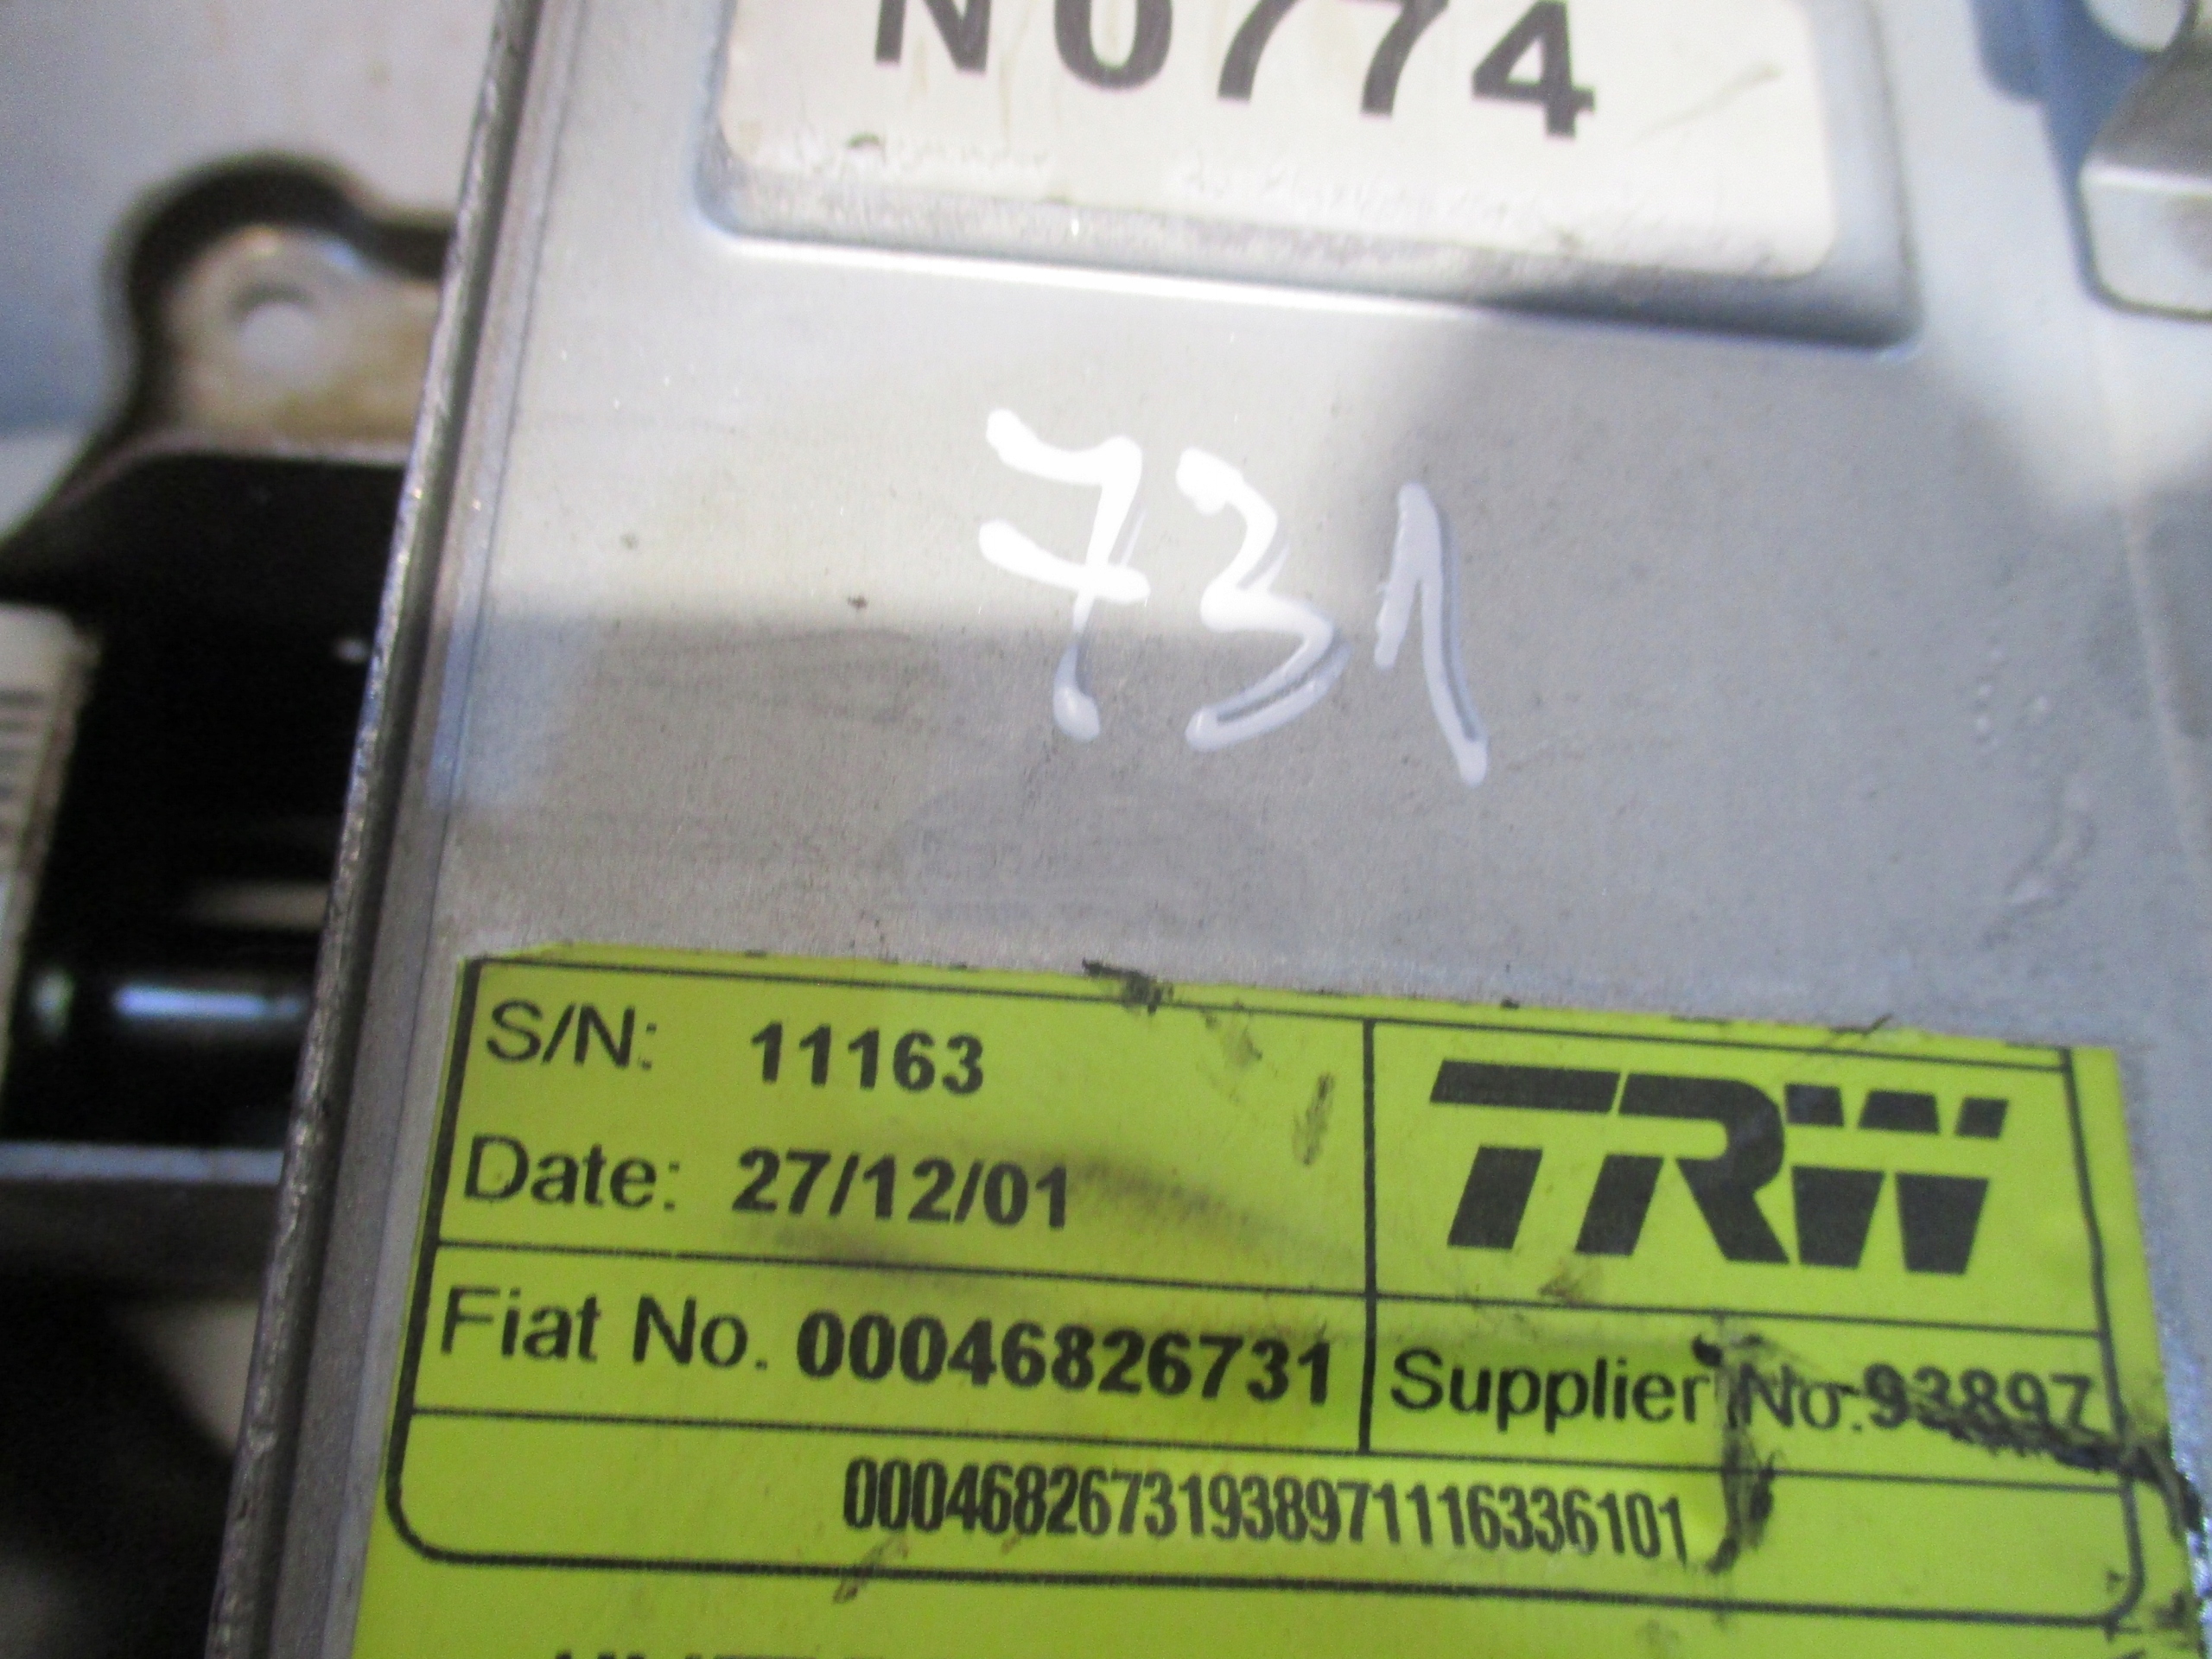 N0774
731
S/N: 11163
TRW
Date: 27/12/01
Fiat No. 00046826731
Supplier No. 93897
00046826731938971116336101